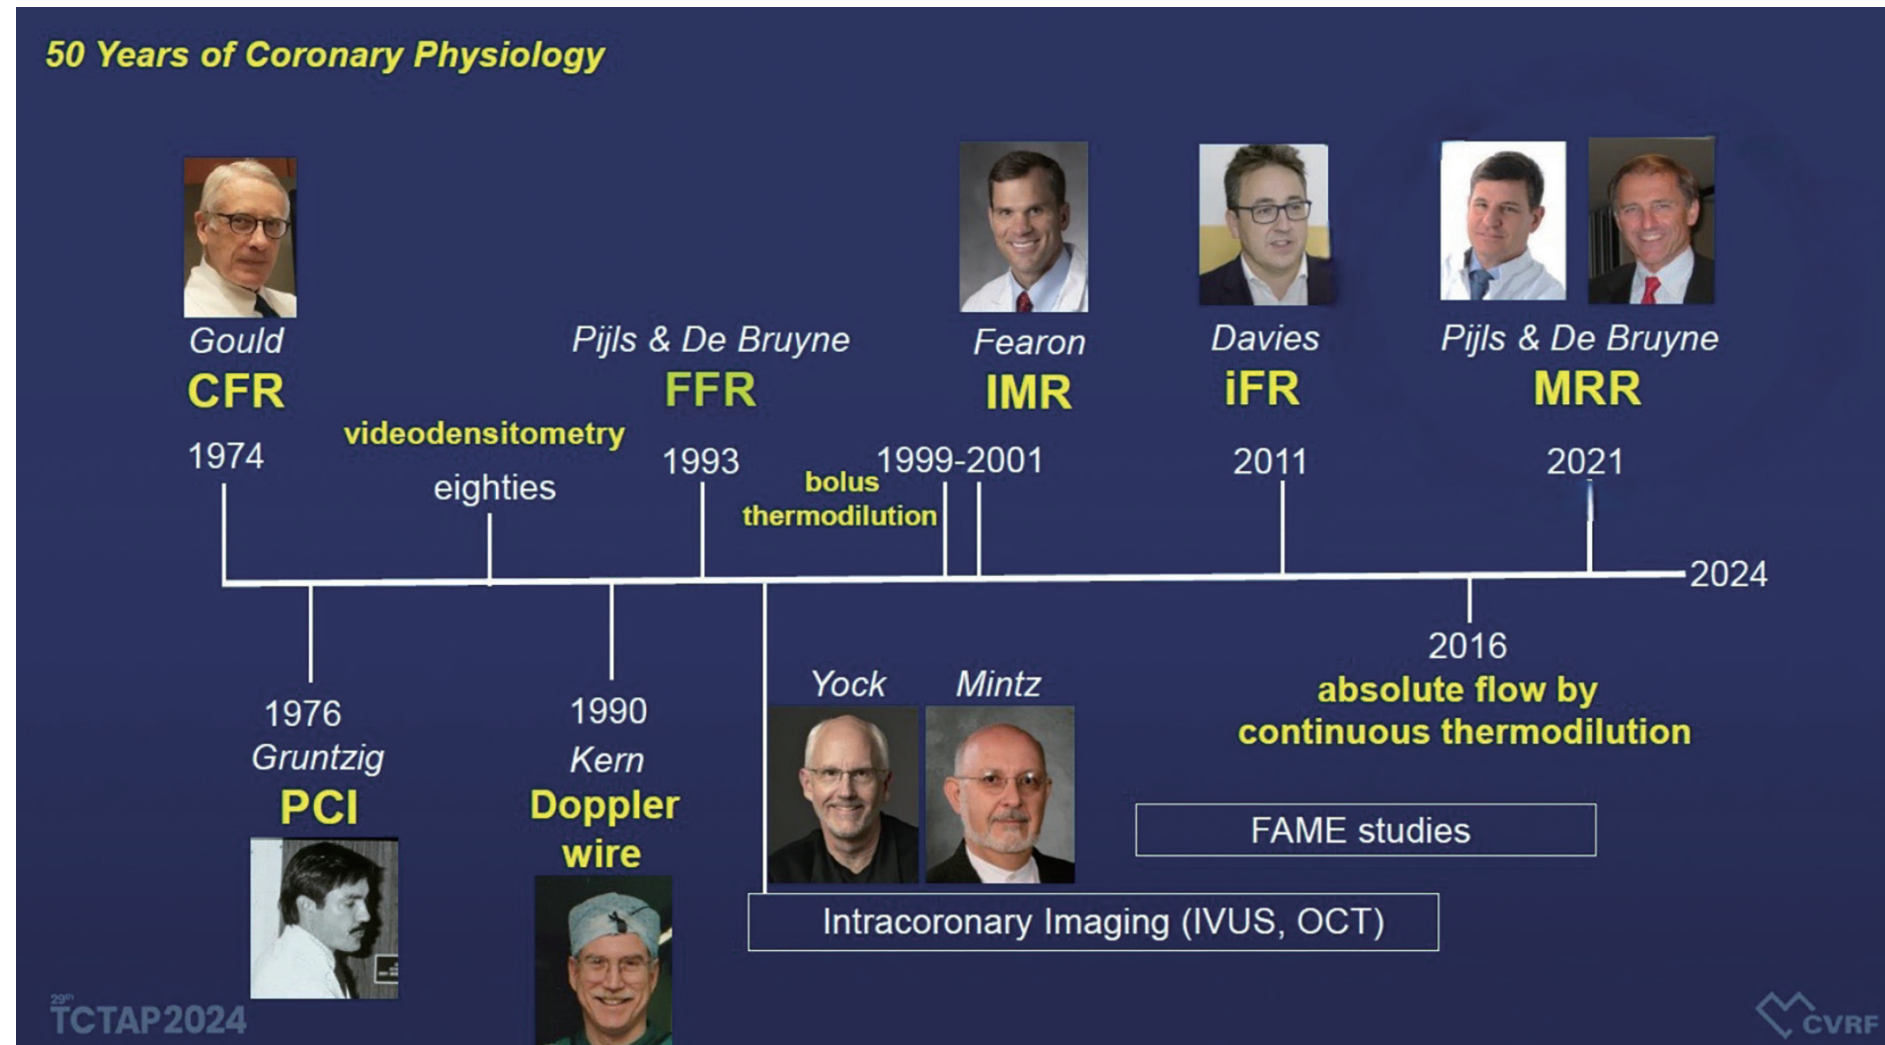 50 Years of Coronary Physiology
Gould
CFR
1974
videodensitometry
eighties
Pijls & De Bruyne
FFR
1993
bolus
thermodilution
1999-2001
Fearon
IMR
Davies
iFR
2011
Pijls & De Bruyne
MRR
2021
2024
1976
Gruntzig
PCI
1990
Kern
Doppler
wire
Yock
Mintz
Intracoronary Imaging (IVUS, OCT)
2016
absolute flow by
continuous thermodilution
FAME studies
29th
TCTAP2024
CVRF